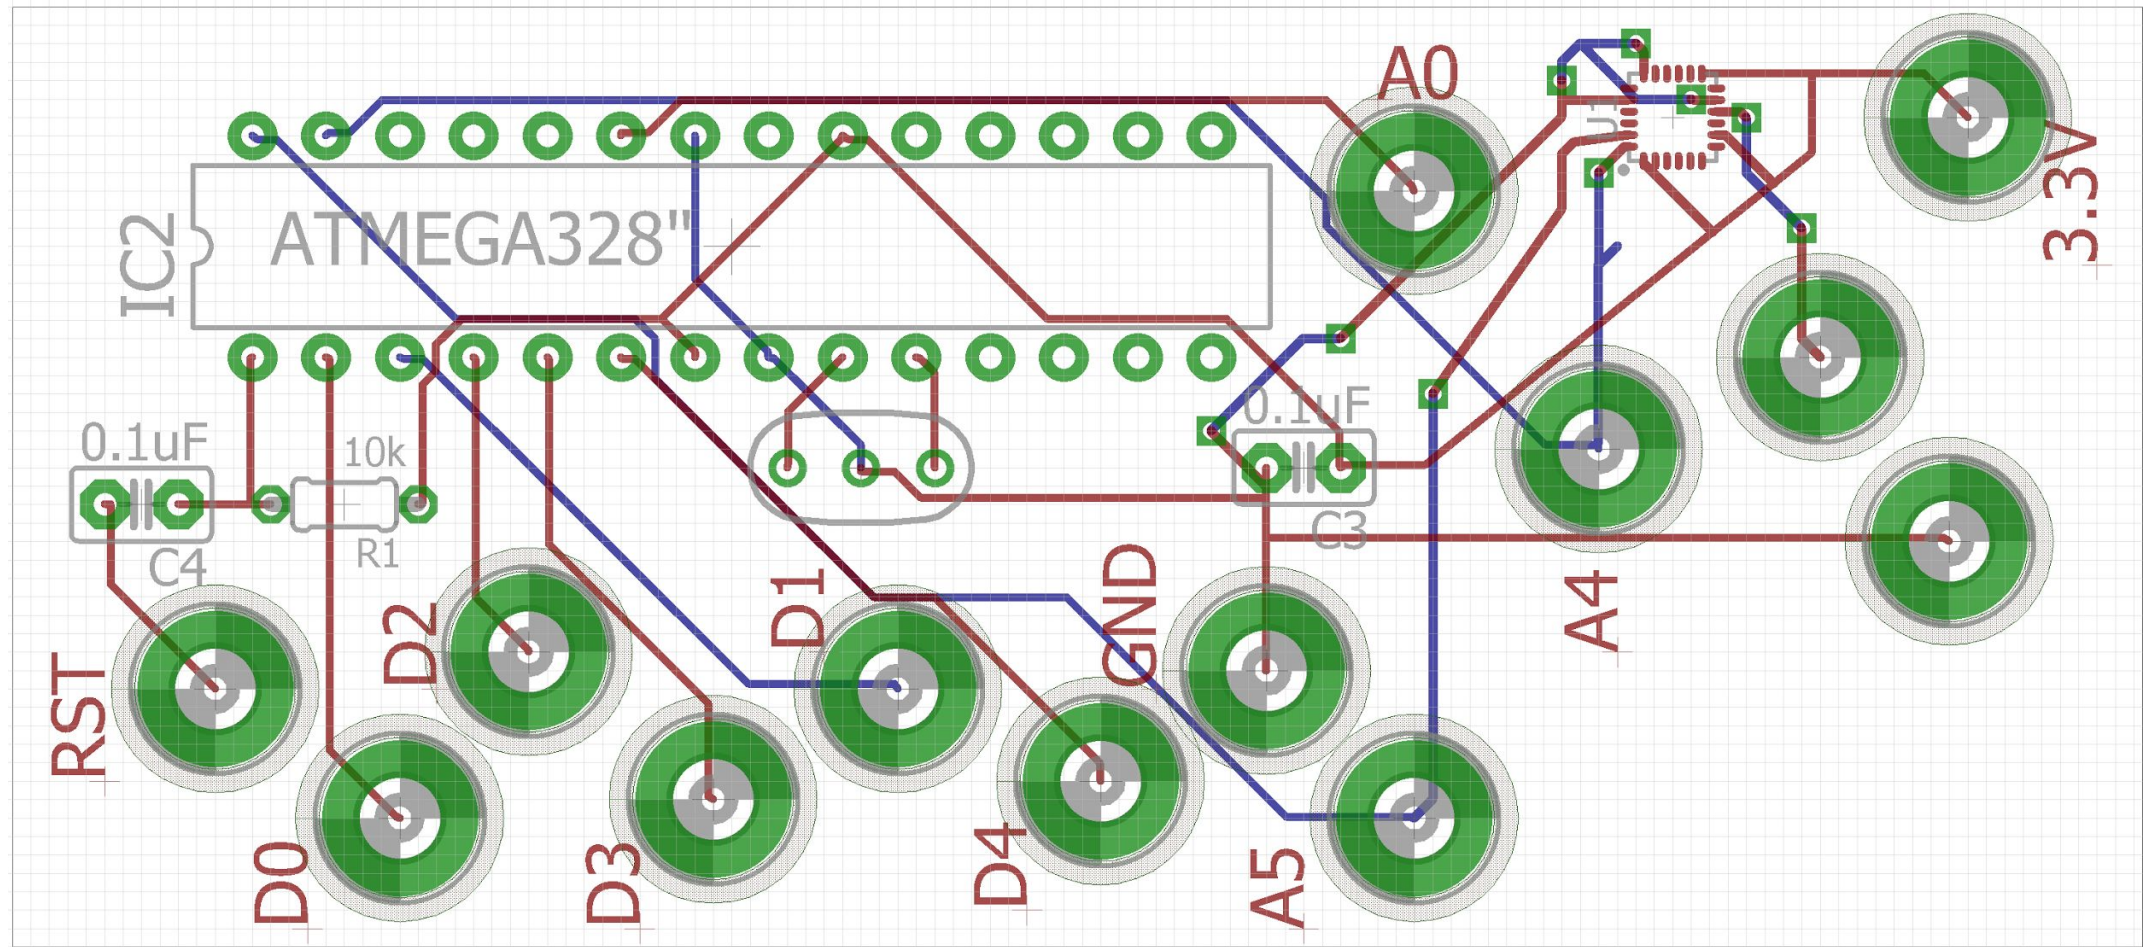 A0
U1
3.3V
IC2
ATMEGA328"
0.1uF
0.1uF
10k
C3
R1
C4
D1
GND
A4
D2
RST
D0
D3
D4
A5